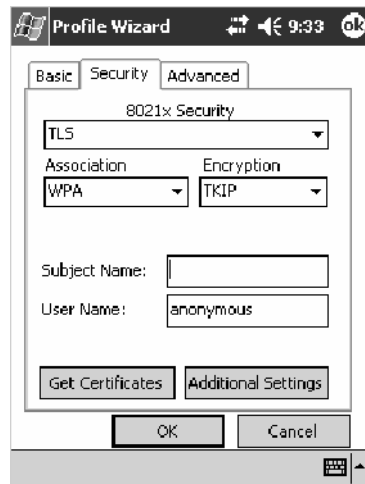 Profile Wizard 9:33 ok
Basic Security Advanced
8021x Security
TLS
Association Encryption
WPA TKIP
Subject Name:
User Name: anonymous
Get Certificates Additional Settings
OK Cancel